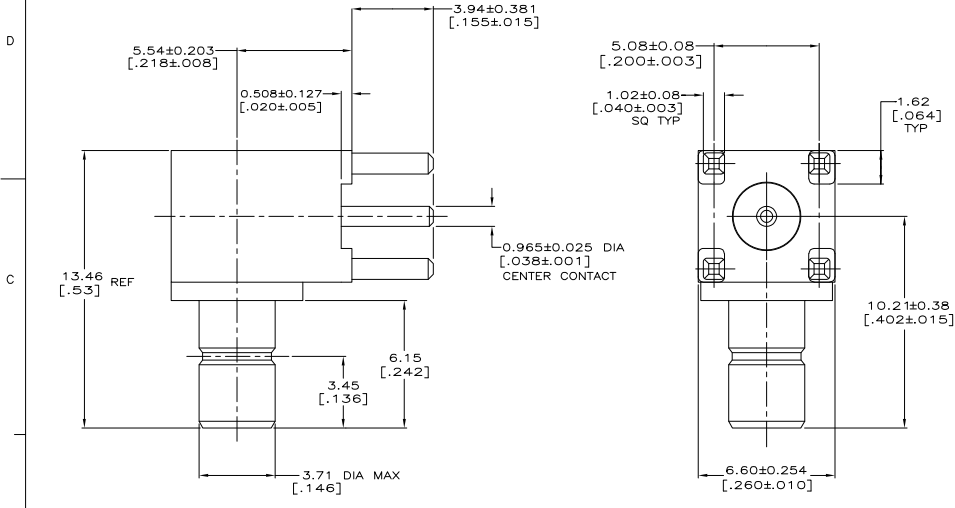 D
3.94±0.381
[.155±.015]
5.54±0.203
[.218±.008]
5.08±0.08
[.200±.003]
0.508±0.127
[.020±.005]
1.02±0.08
[.040±.003]
SQ TYP
1.62
[.064]
TYP
0.965±0.025 DIA
[.038±.001]
CENTER CONTACT
C
13.46 REF
[.53]
10.21±0.38
[.402±.015]
6.15
[.242]
3.45
[.136]
3.71 DIA MAX
[.146]
6.60±0.254
[.260±.010]